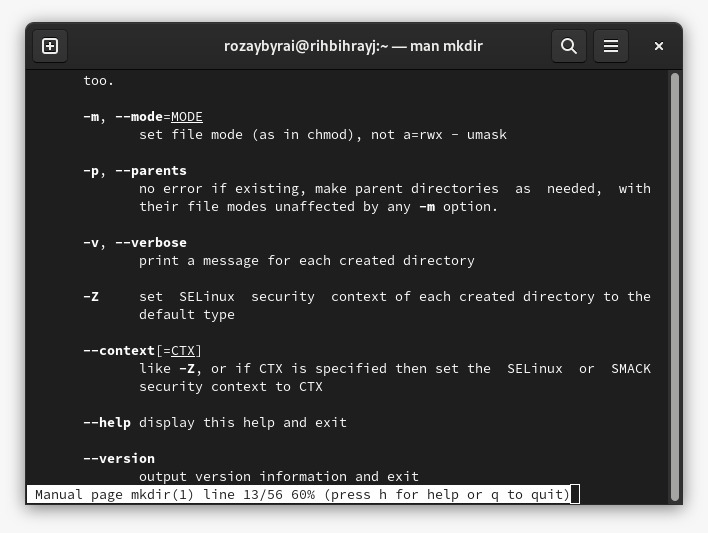 rozaybyrai@rihbihrayj:~ — man mkdir
too.
-m, --mode=MODE
set file mode (as in chmod), not a=rwx - umask
-p, --parents
no error if existing, make parent directories as needed, with
their file modes unaffected by any -m option.
-v, --verbose
print a message for each created directory
-Z set SELinux security context of each created directory to the
default type
--context[=CTX]
like -Z, or if CTX is specified then set the SELinux or SMACK
security context to CTX
--help display this help and exit
--version
output version information and exit
Manual page mkdir(1) line 13/56 60% (press h for help or q to quit)